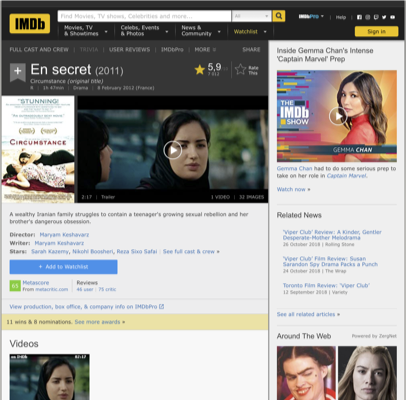 IMDb
Find Movies, TV shows, Celebrities and more...
All
IMDbPro
Help
Movies, TV
& Showtimes
Celebs, Events
& Photos
News &
Community
Watchlist
Sign in
FULL CAST AND CREW | TRIVIA | USER REVIEWS | IMDbPro | MORE
SHARE
En secret (2011)
Circumstance (original title)
R | 1h 47min | Drama | 8 February 2012 (France)
5,9
Rate
This
"STUNNING!
CIRCUMSTANCE
2:17 | Trailer
1 VIDEO | 32 IMAGES
A wealthy Iranian family struggles to contain a teenager's growing sexual rebellion and her
brother's dangerous obsession.
Director: Maryam Keshavarz
Writer: Maryam Keshavarz
Stars: Sarah Kazemy, Nikohl Boosheri, Reza Sixo Safai | See full cast & crew »
+ Add to Watchlist
65
Metascore
From metacritic.com
Reviews
46 user | 75 critic
View production, box office, & company info on IMDbPro
11 wins & 8 nominations. See more awards »
Videos
Inside Gemma Chan's Intense
'Captain Marvel' Prep
THE
IMDb
SHOW
GEMMA CHAN
Gemma Chan had to do some serious prep
to take on her role in Captain Marvel.
Watch now »
Related News
'Viper Club' Review: A Kinder, Gentler
Desperate-Mother Melodrama
26 October 2018 | Rolling Stone
'Viper Club' Film Review: Susan
Sarandon Spy Drama Packs a Punch
24 October 2018 | The Wrap
Toronto Film Review: 'Viper Club'
12 September 2018 | Variety
See all related articles »
Around The Web
Powered by ZergNet